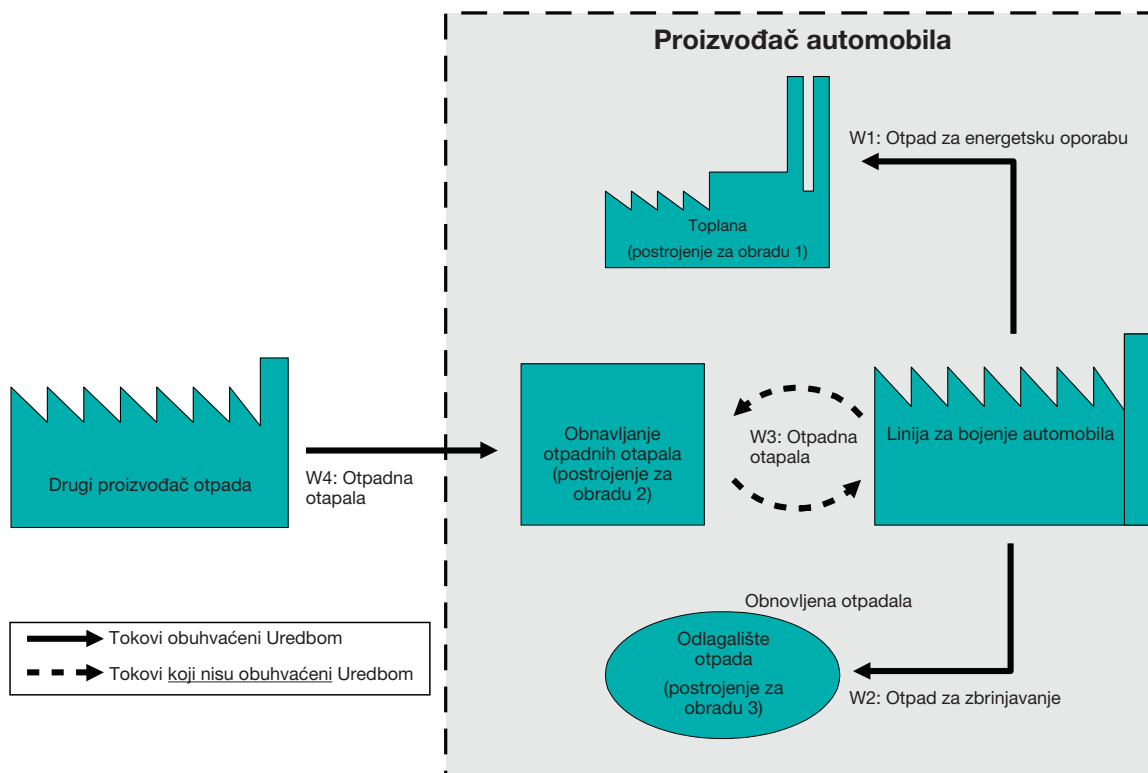 Proizvođač automobila
W1: Otpad za energetsku oporabu
Toplana
(postrojenje za obradu 1)
Drugi proizvođač otpada
W4: Otpadna
otapala
Obnavljanje
otpadnih otapala
(postrojenje za
obradu 2)
W3: Otpadna
otapala
Linija za bojenje automobila
Obnovljena otpadala
Odlagalište
otpada
(postrojenje za
obradu 3)
W2: Otpad za zbrinjavanje
Tokovi obuhvaćeni Uredbom
Tokovi koji nisu obuhvaćeni Uredbom